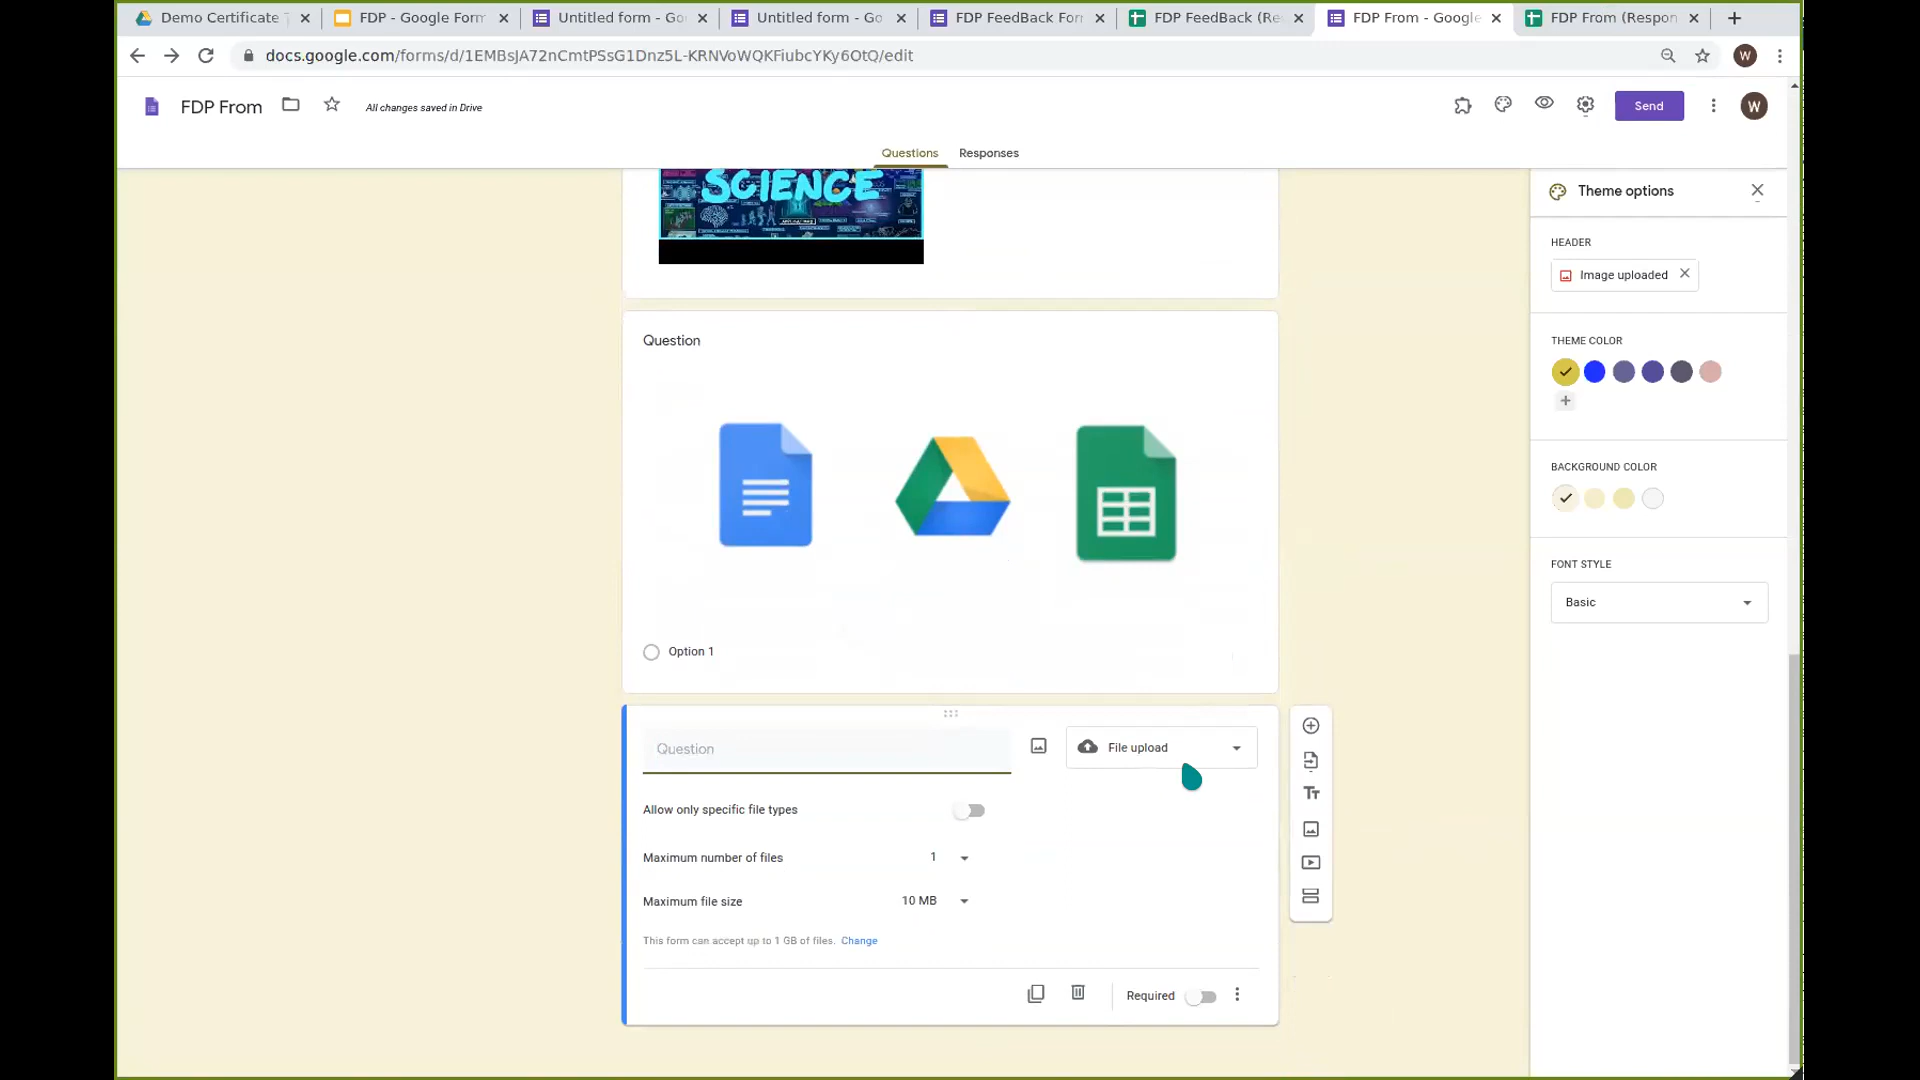 Demo Certificate
FDP - Google Form
Untitled form - Go
Untitled form - Go
FDP FeedBack For
FDP FeedBack (Re
FDP From - Google
FDP From (Respon
docs.google.com/forms/d/1EMBsJA72nCmtPSsG1Dnz5L-KRNVoWQKFiubcYKy6OtQ/edit
W
FDP From
All changes saved in Drive
Send
W
Questions
Responses
SCIENCE
Question
Option 1
Question
File upload
Allow only specific file types
Maximum number of files
1
Maximum file size
10 MB
This form can accept up to 1 GB of files. Change
Required
Theme options
HEADER
Image uploaded
THEME COLOR
BACKGROUND COLOR
FONT STYLE
Basic